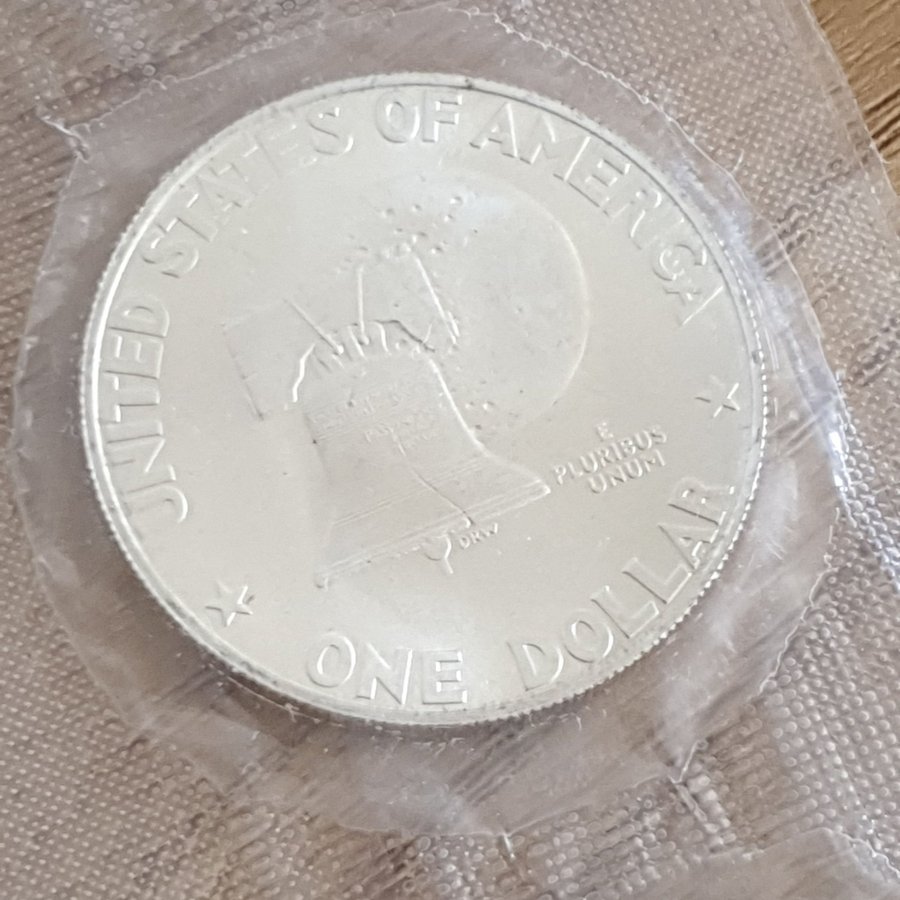 UNITED STATES OF AMERICA
E
PLURIBUS
UNUM
DRW
ONE DOLLAR